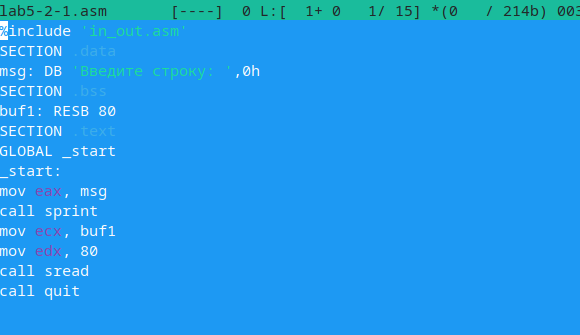 lab5-2-1.asm       [----]  0 L:[  1+ 0   1/ 15] *(0   / 214b) 003
%include 'in_out.asm'
SECTION .data
msg: DB 'Введите строку: ',0h
SECTION .bss
buf1: RESB 80
SECTION .text
GLOBAL _start
_start:
mov eax, msg
call sprint
mov ecx, buf1
mov edx, 80
call sread
call quit